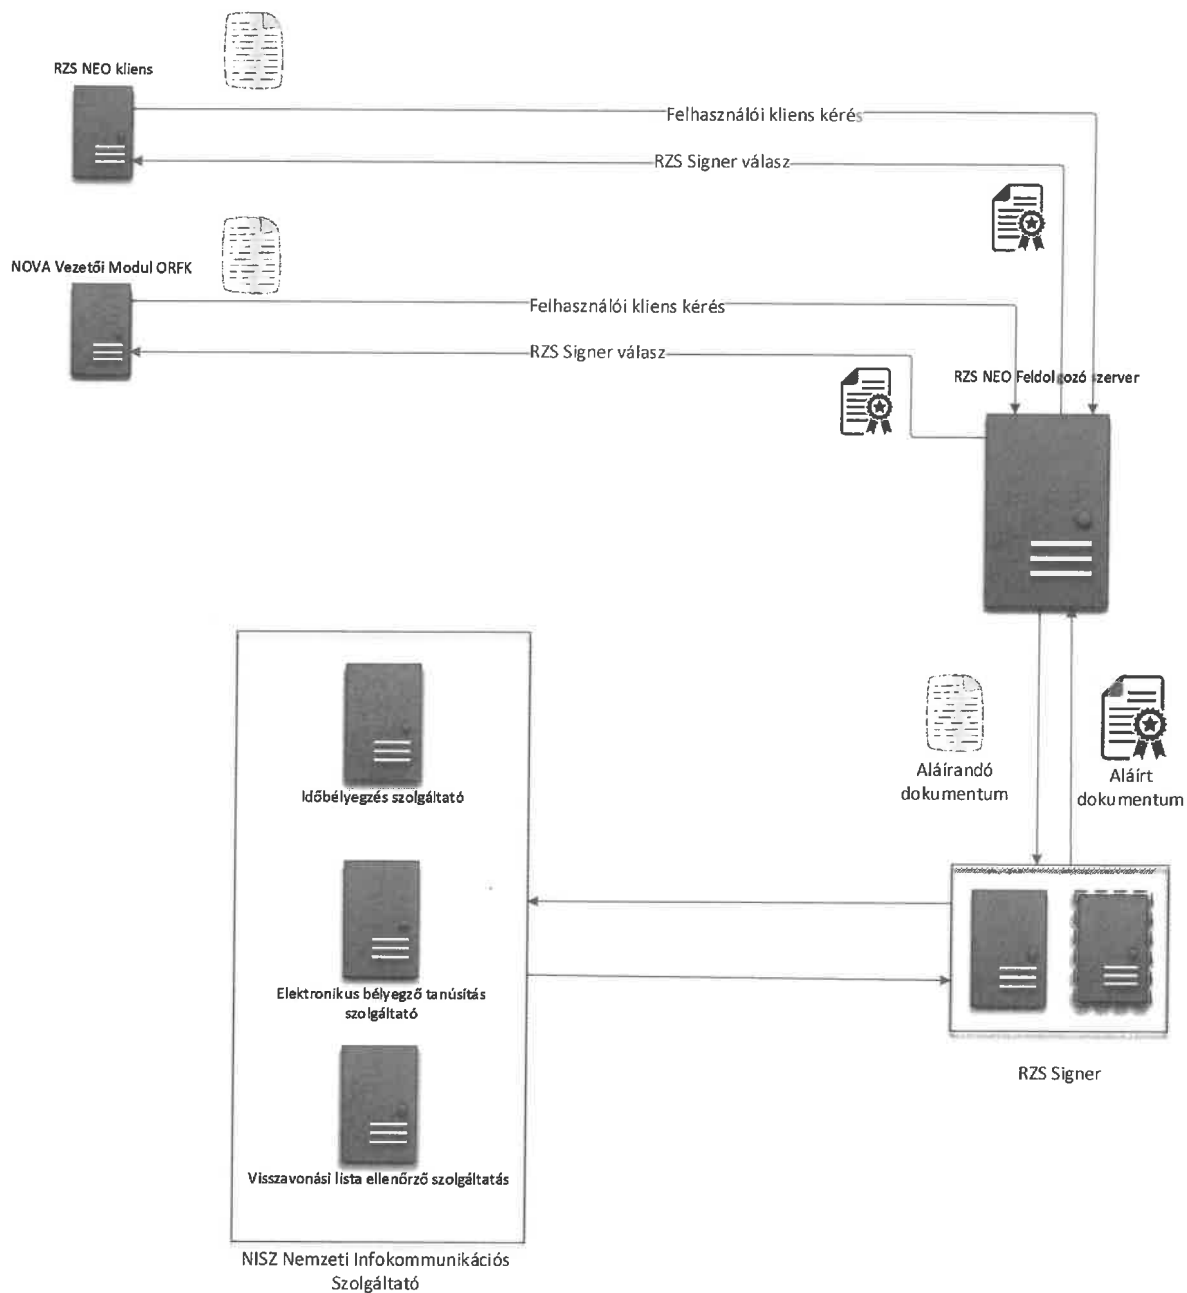 RZS NEO kliens
Felhasználói kliens kérés
RZS Signer válasz
NOVA Vezetői Modul ORFK
Felhasználói kliens kérés
RZS Signer válasz
RZS NEO Feldolgozó szerver
Aláírandó
dokumentum
Aláírt
dokumentum
Időbélyegzés szolgáltató
Elektronikus bélyegző tanúsítás
szolgáltató
RZS Signer
Visszavonási lista ellenőrző szolgáltatás
NISZ Nemzeti Infokommunikációs
Szolgáltató